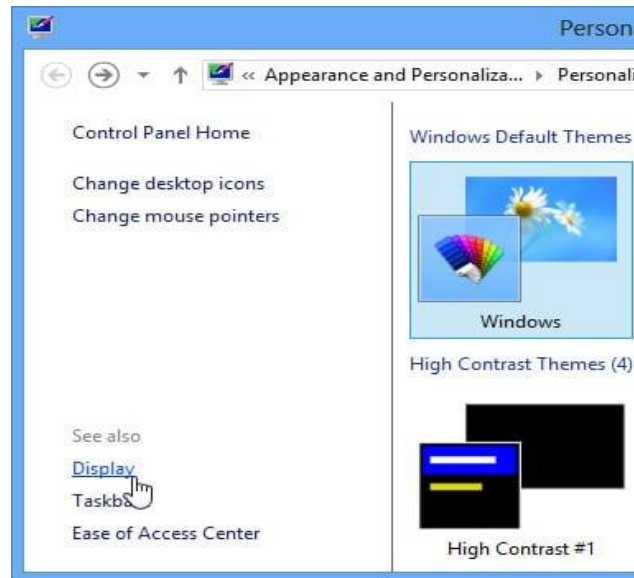 Person
« Appearance and Personaliza... Personali
Control Panel Home
Change desktop icons
Change mouse pointers
See also
Display
Taskba
Ease of Access Center
Windows Default Themes
Windows
High Contrast Themes (4)
High Contrast #1